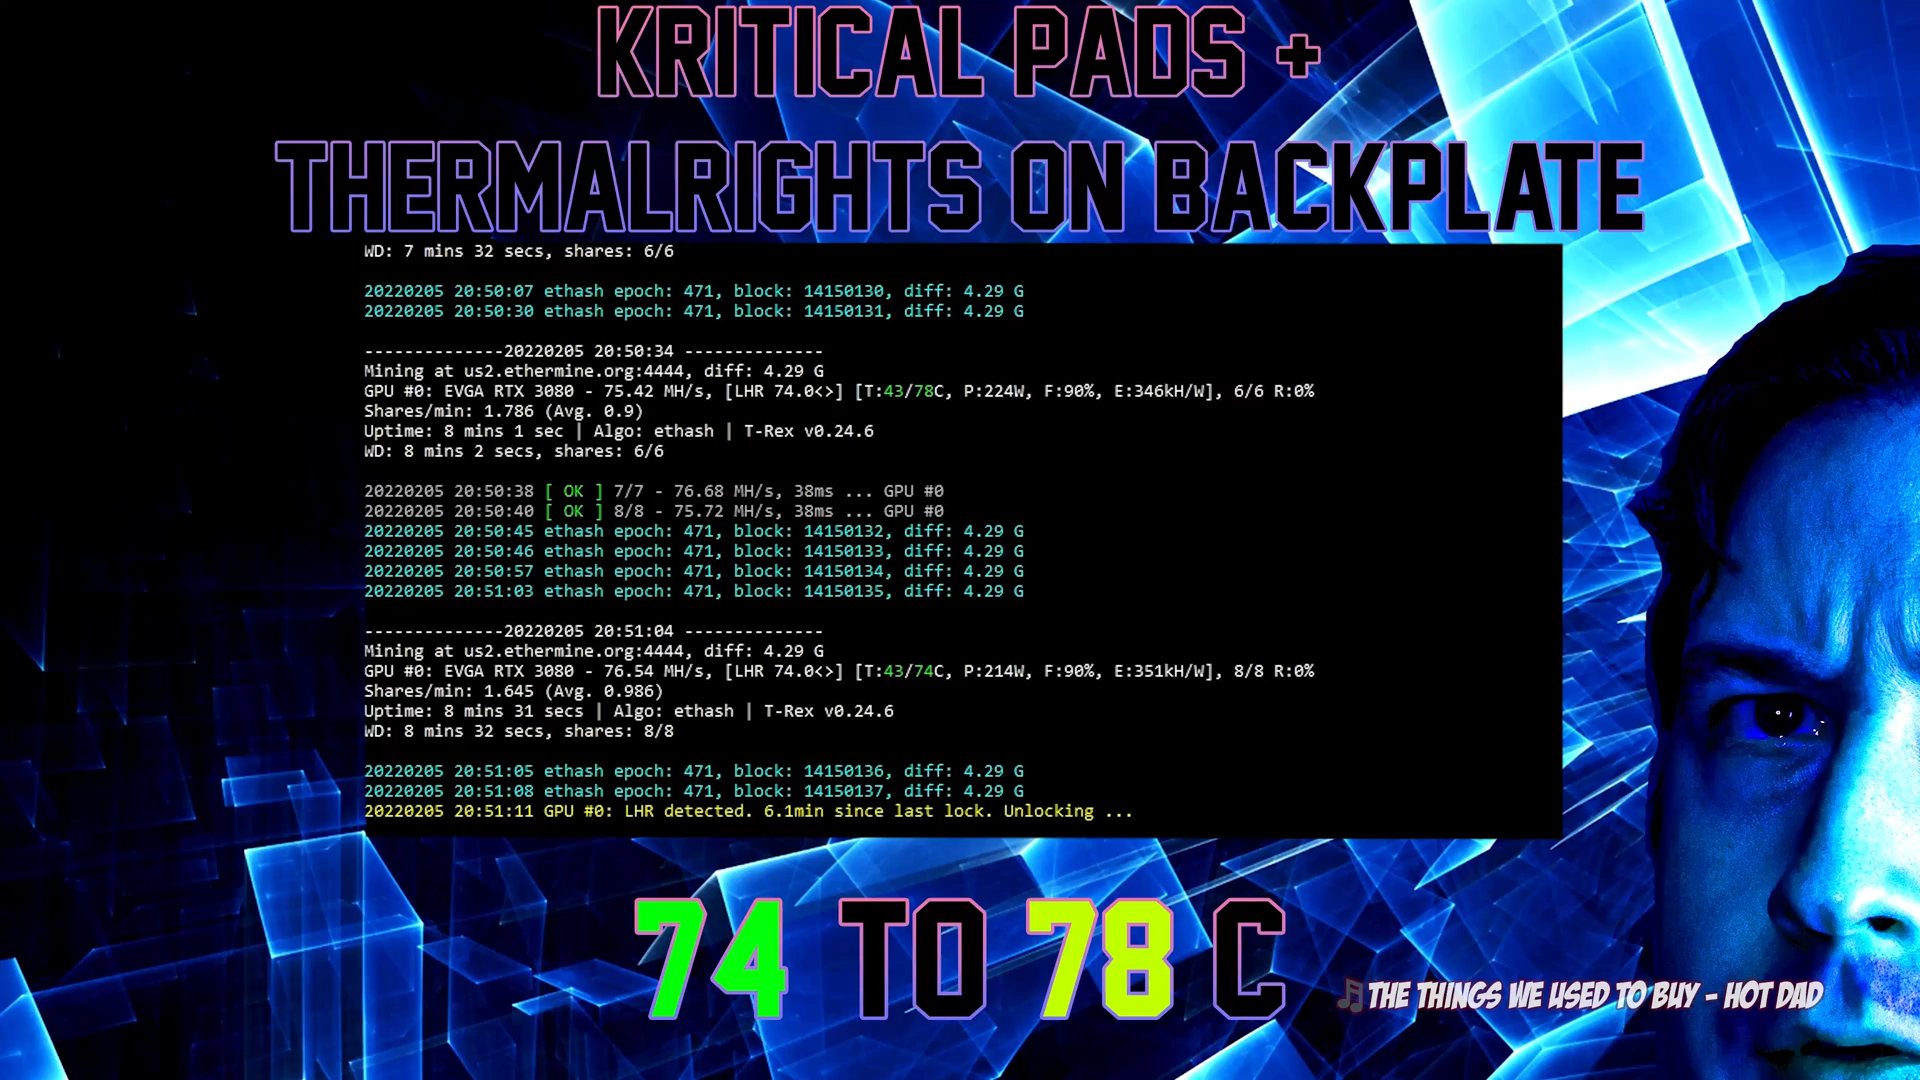 KRITICAL PADS +
THERMALRIGHTS ON BACKPLATE
WD: 7 mins 32 secs, shares: 6/6
20220205 20:50:07 ethash epoch: 471, block: 14150130, diff: 4.29 G
20220205 20:50:30 ethash epoch: 471, block: 14150131, diff: 4.29 G
--------------20220205 20:50:34 --------------
Mining at us2.ethermine.org:4444, diff: 4.29 G
GPU #0: EVGA RTX 3080 - 75.42 MH/s, [LHR 74.0<>] [T:43/78C, P:224W, F:90%, E:346kH/W], 6/6 R:0%
Shares/min: 1.786 (Avg. 0.9)
Uptime: 8 mins 1 sec | Algo: ethash | T-Rex v0.24.6
WD: 8 mins 2 secs, shares: 6/6
20220205 20:50:38 [ OK ] 7/7 - 76.68 MH/s, 38ms ... GPU #0
20220205 20:50:40 [ OK ] 8/8 - 75.72 MH/s, 38ms ... GPU #0
20220205 20:50:45 ethash epoch: 471, block: 14150132, diff: 4.29 G
20220205 20:50:46 ethash epoch: 471, block: 14150133, diff: 4.29 G
20220205 20:50:57 ethash epoch: 471, block: 14150134, diff: 4.29 G
20220205 20:51:03 ethash epoch: 471, block: 14150135, diff: 4.29 G
--------------20220205 20:51:04 --------------
Mining at us2.ethermine.org:4444, diff: 4.29 G
GPU #0: EVGA RTX 3080 - 76.54 MH/s, [LHR 74.0<>] [T:43/74C, P:214W, F:90%, E:351kH/W], 8/8 R:0%
Shares/min: 1.645 (Avg. 0.986)
Uptime: 8 mins 31 secs | Algo: ethash | T-Rex v0.24.6
WD: 8 mins 32 secs, shares: 8/8
20220205 20:51:05 ethash epoch: 471, block: 14150136, diff: 4.29 G
20220205 20:51:08 ethash epoch: 471, block: 14150137, diff: 4.29 G
20220205 20:51:11 GPU #0: LHR detected. 6.1min since last lock. Unlocking ...
74 TO 78 C
🎵THE THINGS WE USED TO BUY - HOT DAD